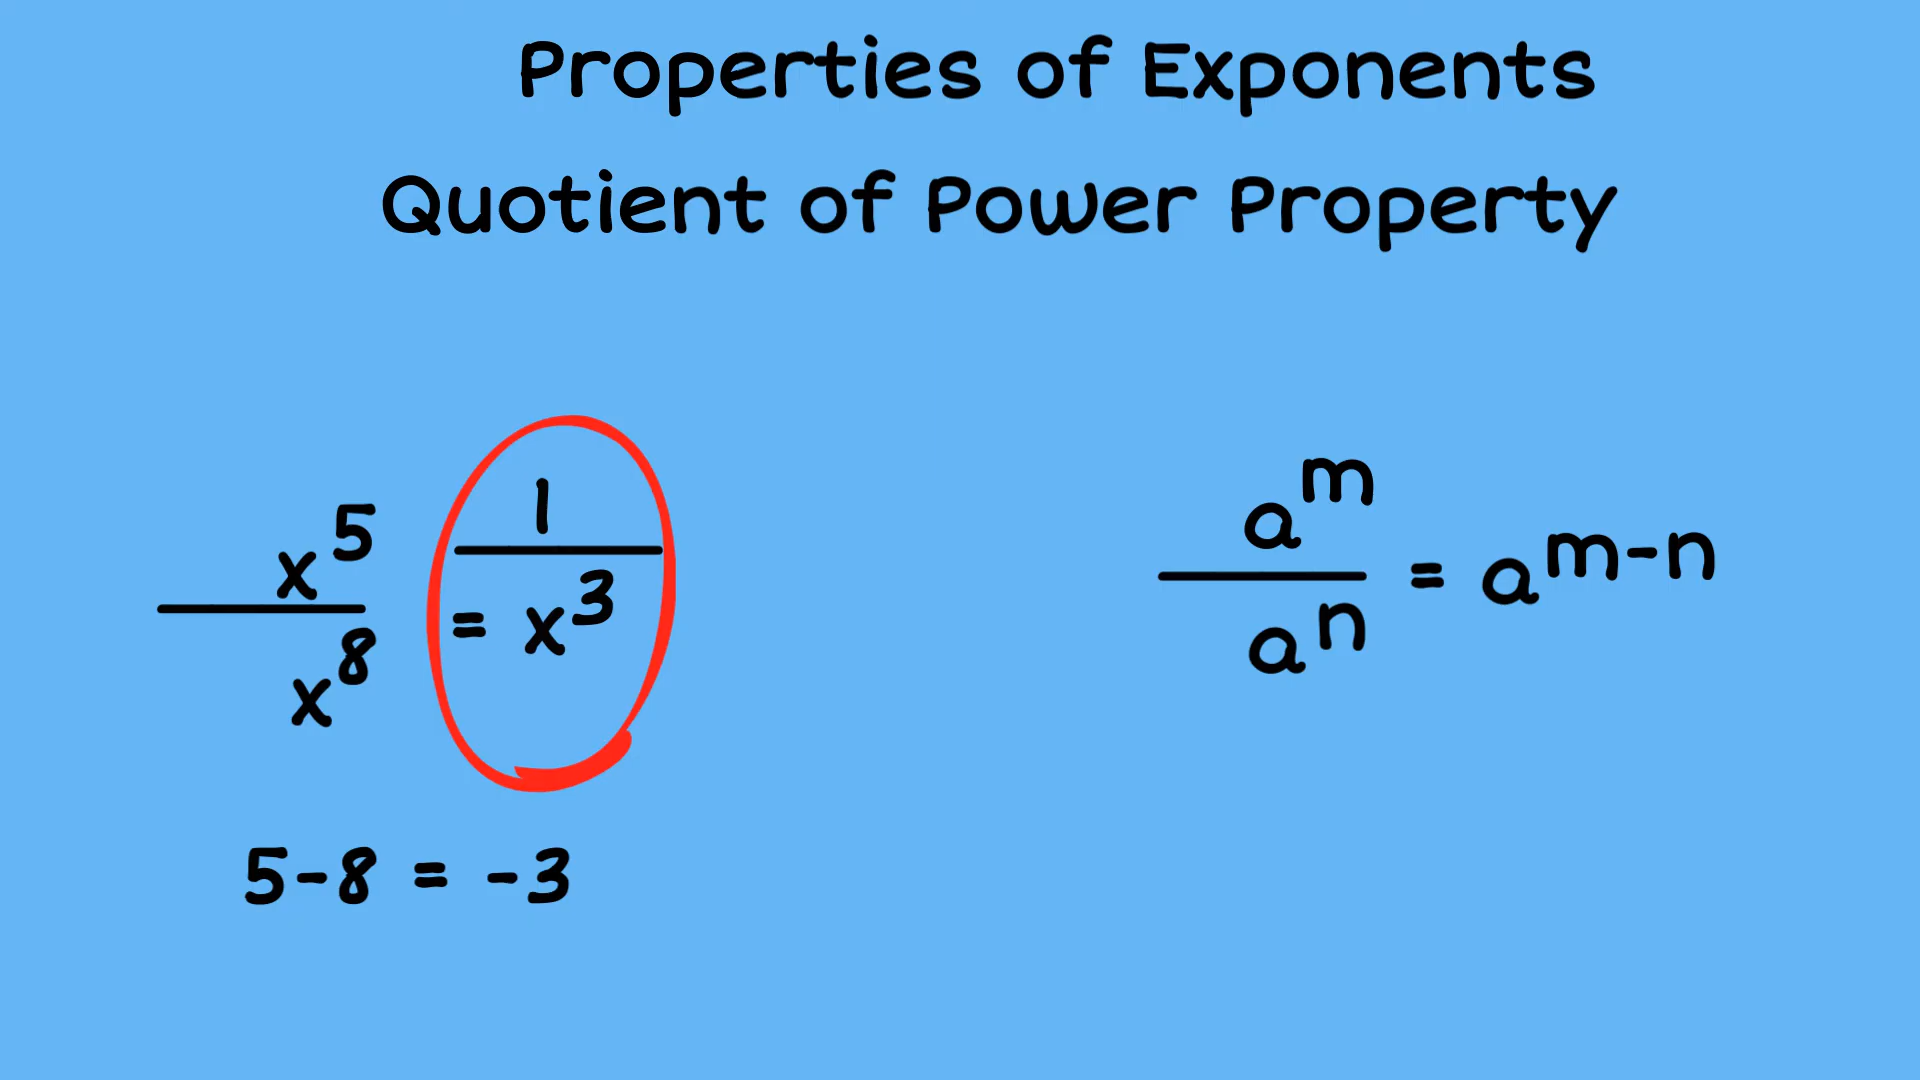 Properties of Exponents
Quotient of Power Property
x^5
x^8
1
= x^3
a^m
a^n
= a^m-n
5-8 = -3